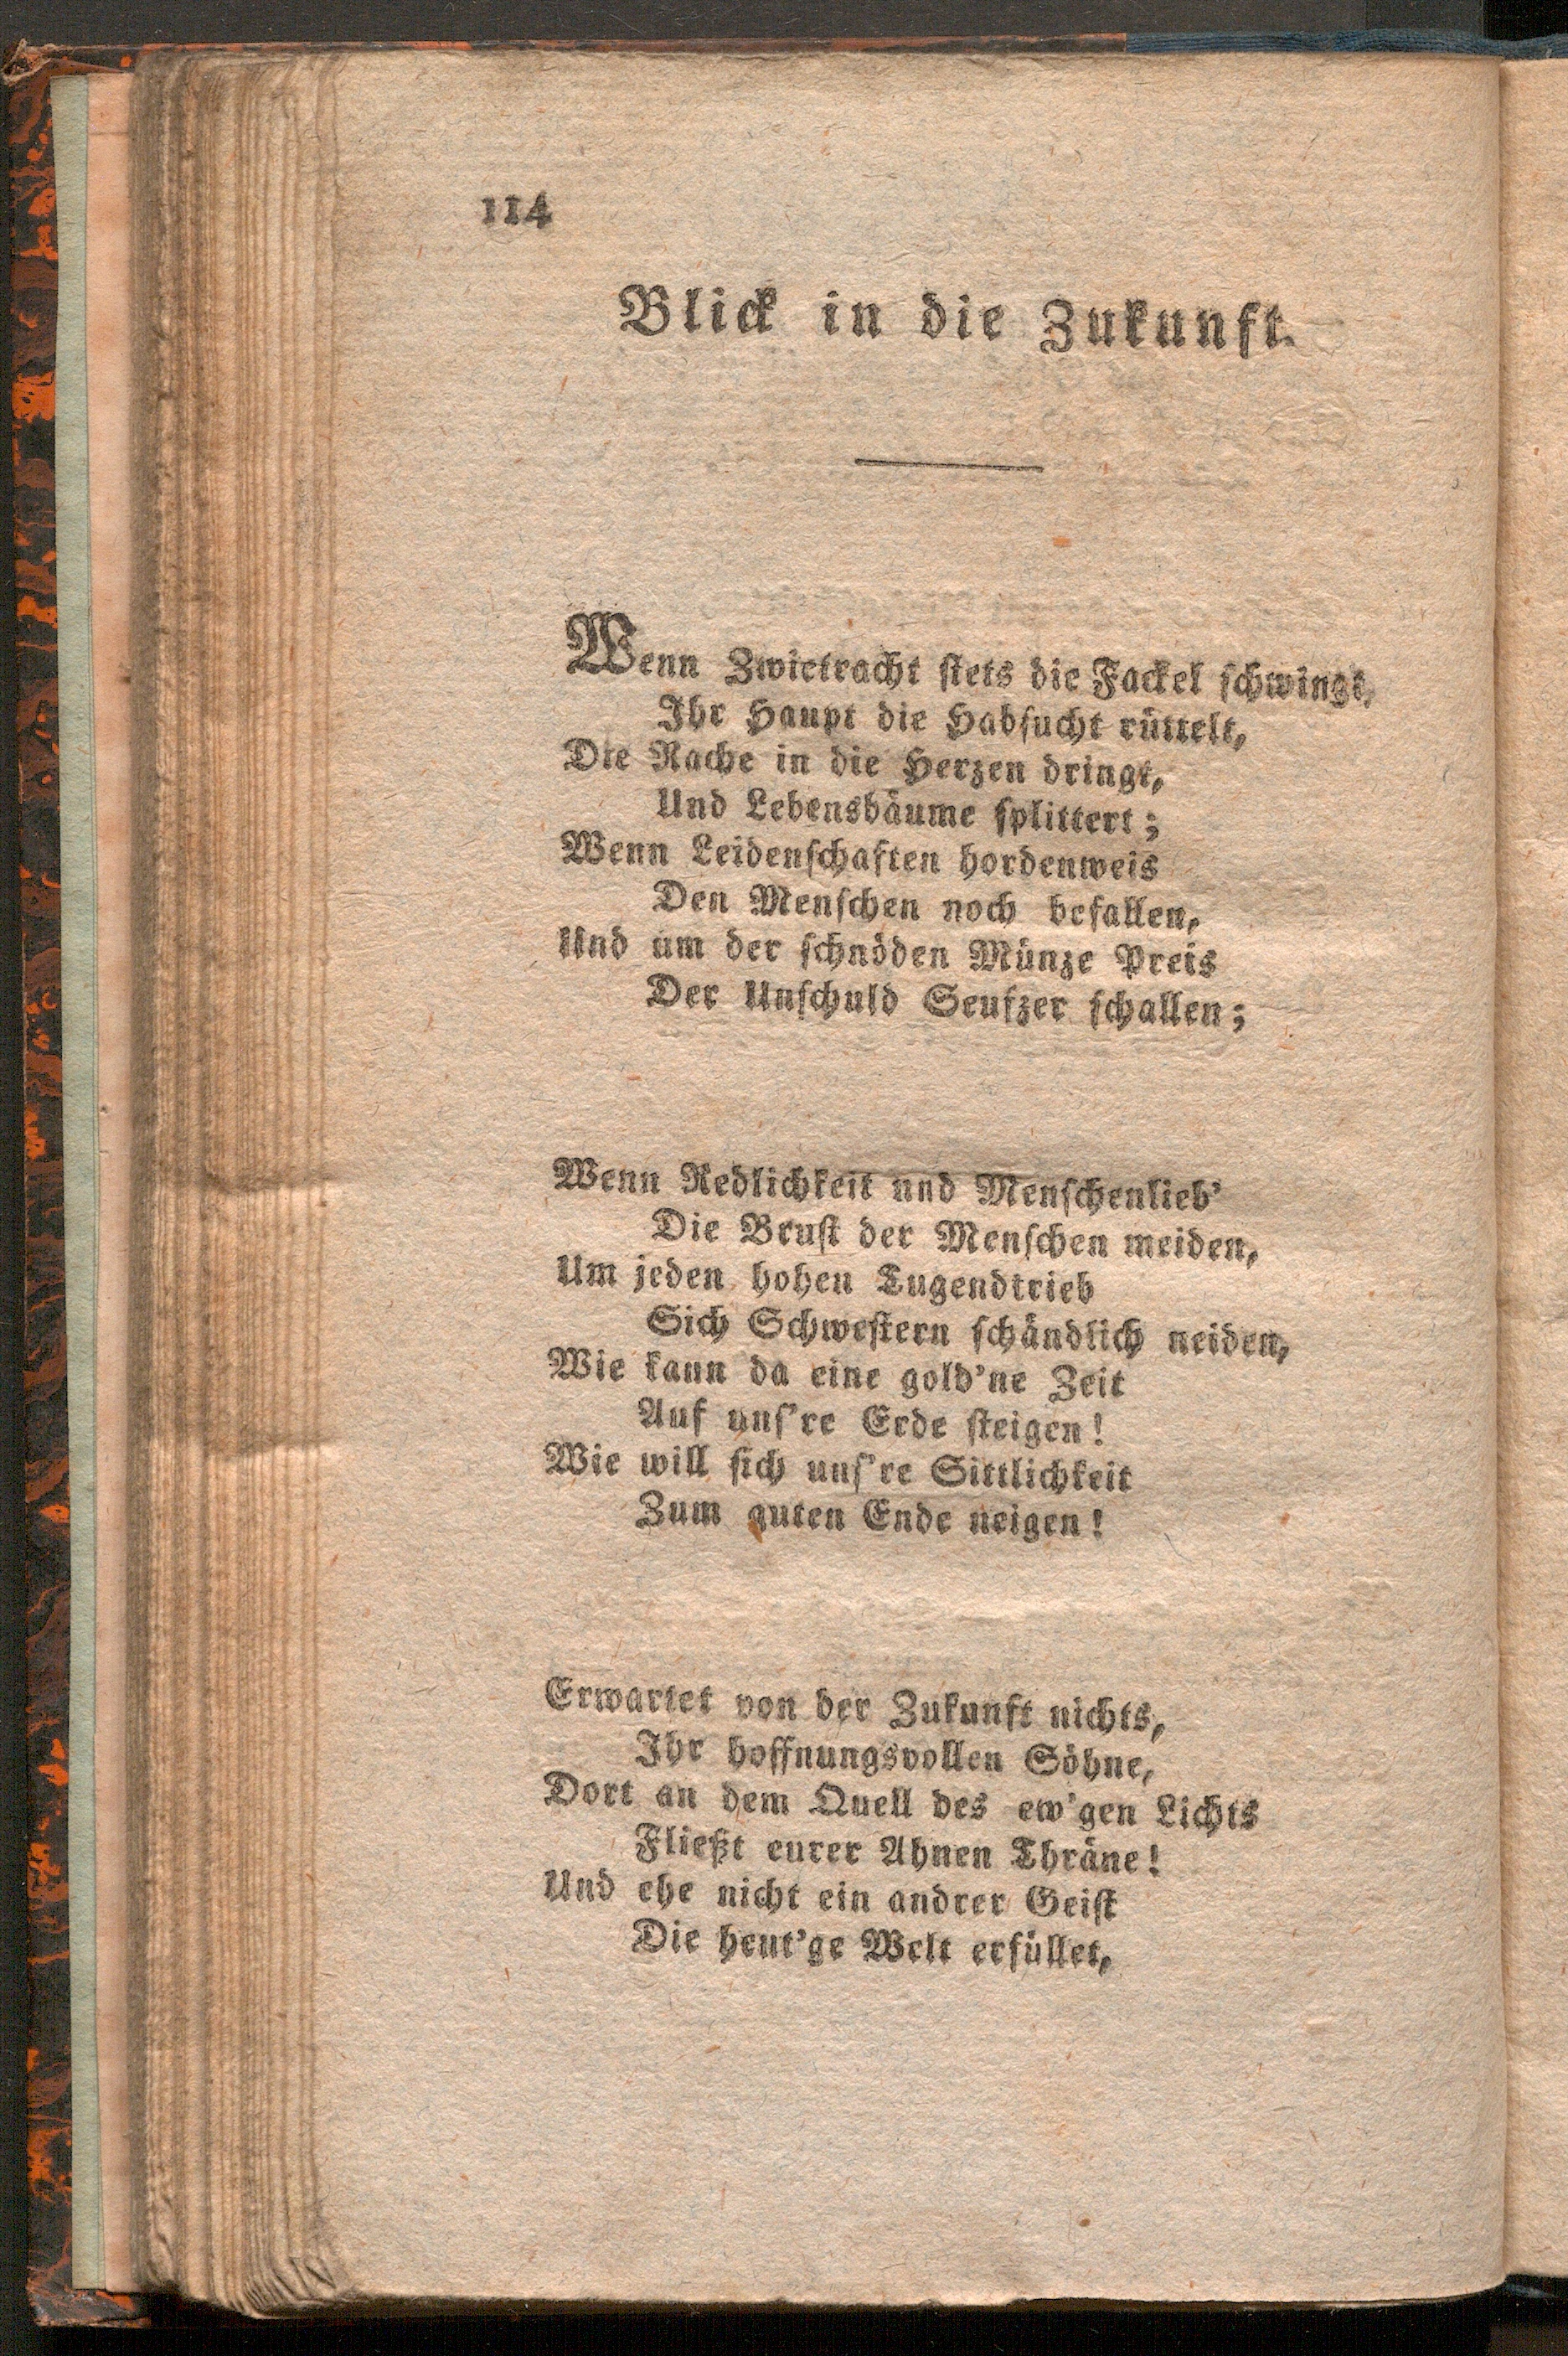 114
Blick in die Zukunft.
Wenn Zwietracht stets die Fackel schwingt,
Ihr Haupt die Habsucht rüttelt,
Die Rache in die Herzen dringt,
Und Lebensbäume splittert;
Wenn Leidenschaften hordenweis
Den Menschen noch befallen,
Und um der schnöden Münze Preis
Der Unschuld Seufzer schallen;
Wenn Redlichkeit und Menschenlieb'
Die Brust der Menschen meiden,
Um jeden hohen Tugendtrieb
Sich Schwestern schändlich neiden,
Wie kann da eine gold'ne Zeit
Auf uns're Erde steigen!
Wie will sich uns're Sittlichkeit
Zum guten Ende neigen!
Erwartet von der Zukunft nichts,
Ihr hoffnungsvollen Söhne,
Dort an dem Quell des ew'gen Lichts
Fließt eurer Ahnen Thräne!
Und ehe nicht ein andrer Geist
Die heut'ge Welt erfüllet,